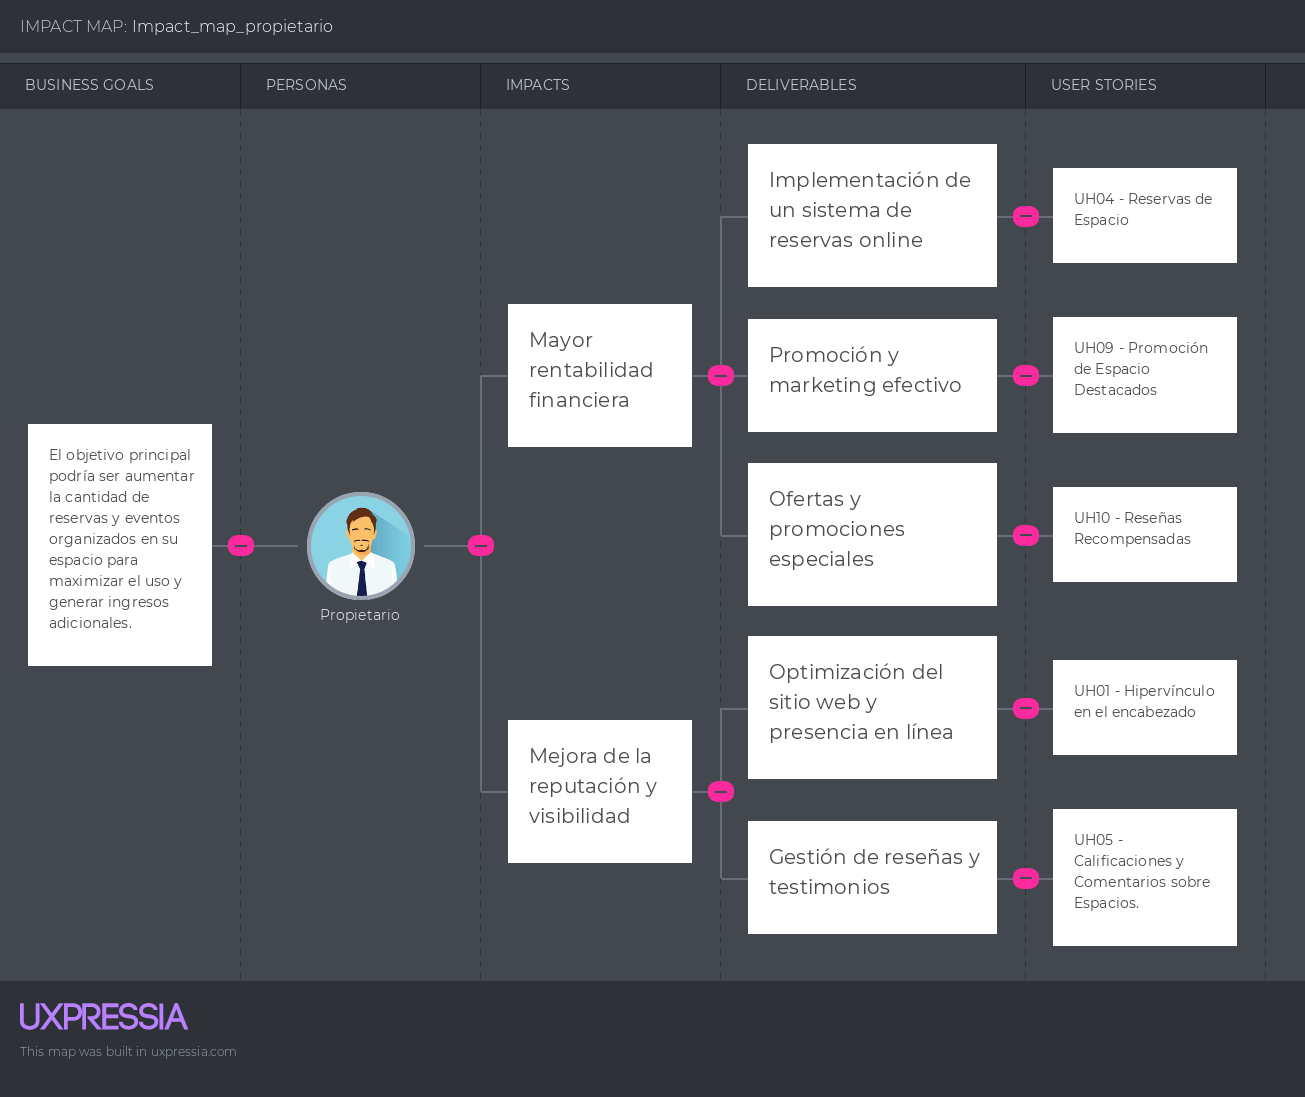 IMPACT MAP: Impact_map_propietario
BUSINESS GOALS
PERSONAS
IMPACTS
DELIVERABLES
USER STORIES
El objetivo principal
podría ser aumentar
la cantidad de
reservas y eventos
organizados en su
espacio para
maximizar el uso y
generar ingresos
adicionales.
Propietario
Mayor
rentabilidad
financiera
Implementación de
un sistema de
reservas online
UH04 - Reservas de
Espacio
Promoción y
marketing efectivo
UH09 - Promoción
de Espacio
Destacados
Ofertas y
promociones
especiales
UH10 - Reseñas
Recompensadas
Mejora de la
reputación y
visibilidad
Optimización del
sitio web y
presencia en línea
UH01 - Hipervínculo
en el encabezado
Gestión de reseñas y
testimonios
UH05 -
Calificaciones y
Comentarios sobre
Espacios.
UXPRESSIA
This map was built in uxpressia.com